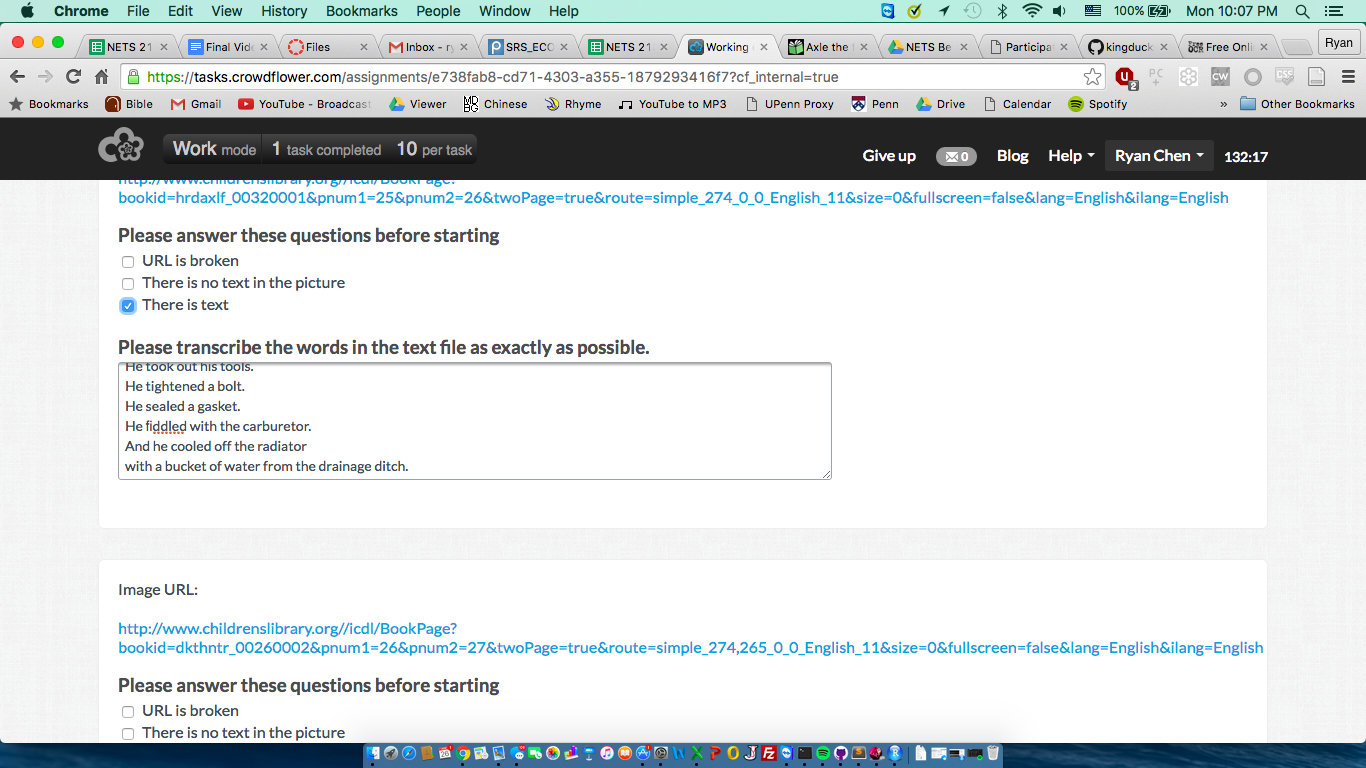 Chrome File Edit View History Bookmarks People Window Help 100% Mon 10:07 PM
NETS 21 Final Vide Files Inbox - ry SRS_ECO NETS 21 Working Axle the NETS Be Participa kingduck Free Onli Ryan
https://tasks.crowdflower.com/assignments/e738fab8-cd71-4303-a355-1879293416f7?cf_internal=true
Bookmarks Bible Gmail YouTube - Broadcast Viewer Chinese Rhyme YouTube to MP3 UPenn Proxy Penn Drive Calendar Spotify » Other Bookmarks
Work mode 1 task completed 10 per task Give up 0 Blog Help Ryan Chen 132:17
http://www.childrenslibrary.org//icdl/BookPage?
bookid=hrdaxlf_00320001&pnum1=25&pnum2=26&twoPage=true&route=simple_274_0_0_English_11&size=0&fullscreen=false&lang=English&ilang=English
Please answer these questions before starting
URL is broken
There is no text in the picture
There is text
Please transcribe the words in the text file as exactly as possible.
He took out his tools.
He tightened a bolt.
He sealed a gasket.
He fiddled with the carburetor.
And he cooled off the radiator
with a bucket of water from the drainage ditch.
Image URL:
http://www.childrenslibrary.org//icdl/BookPage?
bookid=dkthntr_00260002&pnum1=26&pnum2=27&twoPage=true&route=simple_274,265_0_0_English_11&size=0&fullscreen=false&lang=English&ilang=English
Please answer these questions before starting
URL is broken
There is no text in the picture